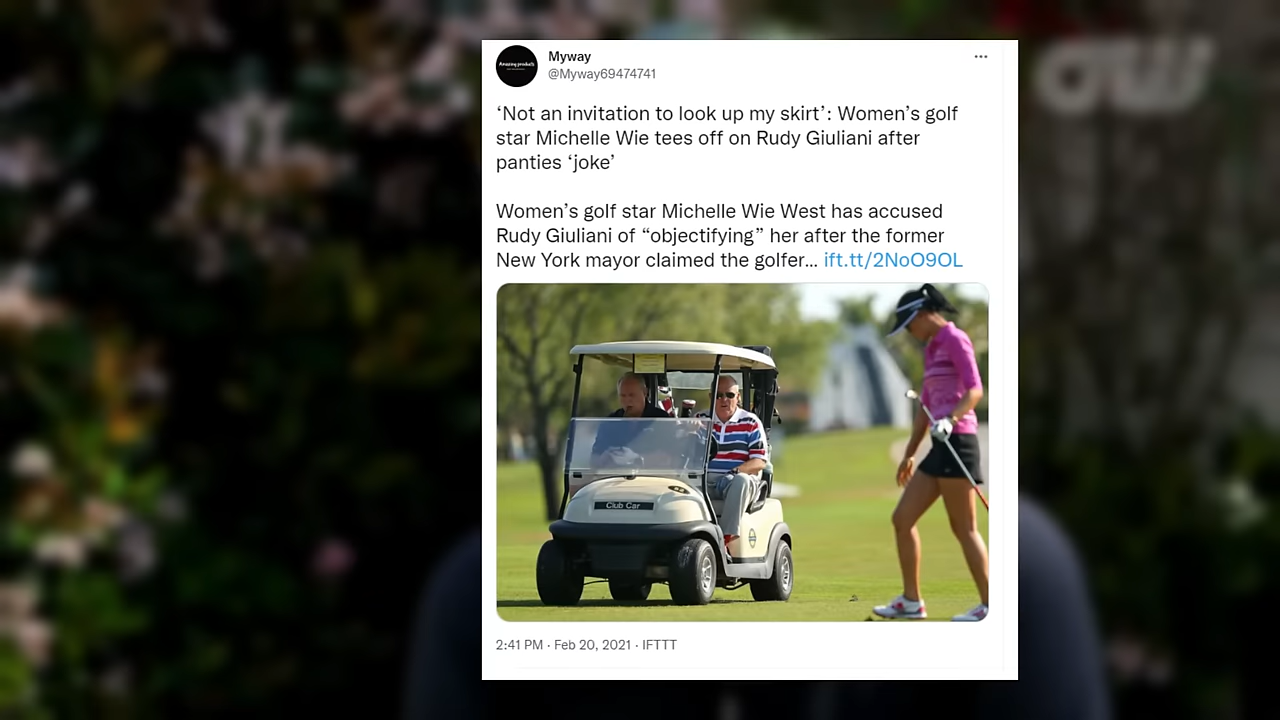 Myway
@Myway69474741
‘Not an invitation to look up my skirt’: Women’s golf
star Michelle Wie tees off on Rudy Giuliani after
panties ‘joke’
Women’s golf star Michelle Wie West has accused
Rudy Giuliani of “objectifying” her after the former
New York mayor claimed the golfer... ift.tt/2NoO9OL
Club Car
2:41 PM · Feb 20, 2021 · IFTTT